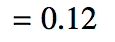 = 0.12